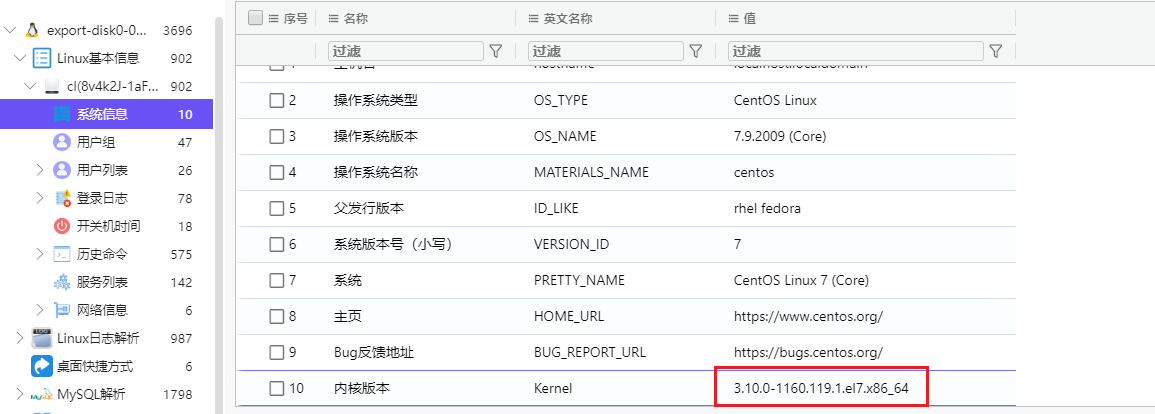 序号 名称 英文名称 值
过滤 过滤 过滤
export-disk0-0... 3696
Linux基本信息 902
cl(8v4k2J-1aF... 902
系统信息 10
用户组 47
用户列表 26
登录日志 78
开关机时间 18
历史命令 575
服务列表 142
网络信息 6
Linux日志解析 987
桌面快捷方式 6
MySQL解析 1798
1 主机名 hostname localhost.localdomain
2 操作系统类型 OS_TYPE CentOS Linux
3 操作系统版本 OS_NAME 7.9.2009 (Core)
4 操作系统名称 MATERIALS_NAME centos
5 父发行版本 ID_LIKE rhel fedora
6 系统版本号（小写） VERSION_ID 7
7 系统 PRETTY_NAME CentOS Linux 7 (Core)
8 主页 HOME_URL https://www.centos.org/
9 Bug反馈地址 BUG_REPORT_URL https://bugs.centos.org/
10 内核版本 Kernel 3.10.0-1160.119.1.el7.x86_64